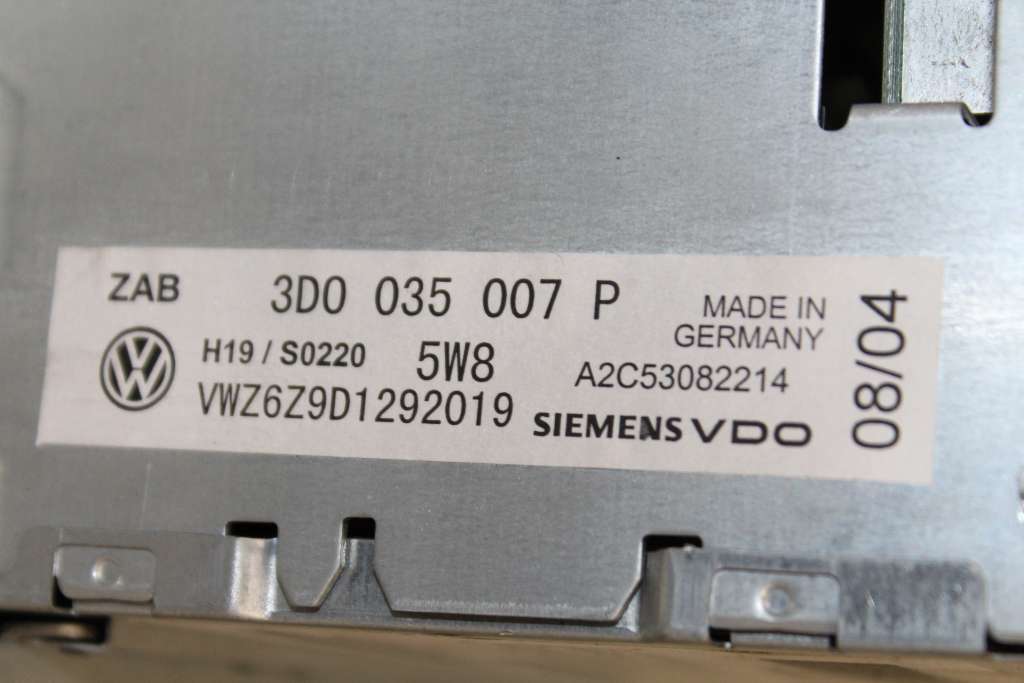 ZAB 3D0 035 007 P
MADE IN
GERMANY
H19 / S0220 5W8
A2C53082214
VWZ6Z9D1292019
SIEMENS VDO
08/04